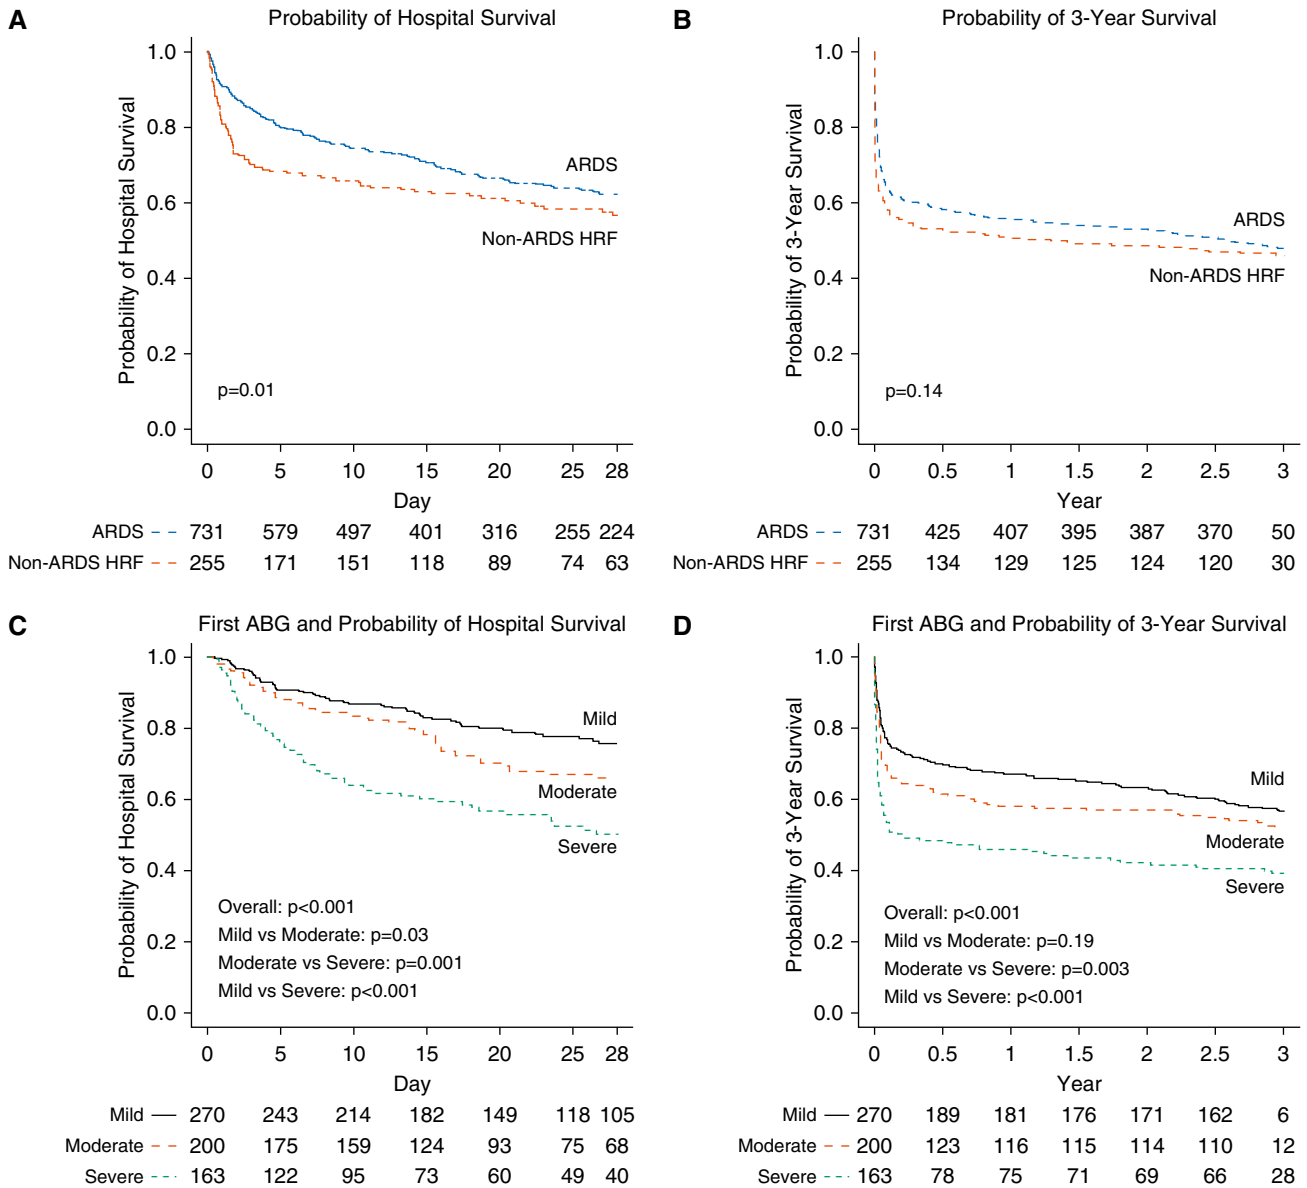 A
Probability of Hospital Survival
Probability of Hospital Survival
1.0
0.8
0.6
0.4
0.2
0.0
ARDS
Non-ARDS HRF
p=0.01
0 5 10 15 20 25 28
Day
ARDS 731 579 497 401 316 255 224
Non-ARDS HRF 255 171 151 118 89 74 63
B
Probability of 3-Year Survival
Probability of 3-Year Survival
1.0
0.8
0.6
0.4
0.2
0.0
ARDS
Non-ARDS HRF
p=0.14
0 0.5 1 1.5 2 2.5 3
Year
ARDS 731 425 407 395 387 370 50
Non-ARDS HRF 255 134 129 125 124 120 30
C
First ABG and Probability of Hospital Survival
Probability of Hospital Survival
1.0
0.8
0.6
0.4
0.2
0.0
Mild
Moderate
Severe
Overall: p<0.001
Mild vs Moderate: p=0.03
Moderate vs Severe: p=0.001
Mild vs Severe: p<0.001
0 5 10 15 20 25 28
Day
Mild 270 243 214 182 149 118 105
Moderate 200 175 159 124 93 75 68
Severe 163 122 95 73 60 49 40
D
First ABG and Probability of 3-Year Survival
Probability of 3-Year Survival
1.0
0.8
0.6
0.4
0.2
0.0
Mild
Moderate
Severe
Overall: p<0.001
Mild vs Moderate: p=0.19
Moderate vs Severe: p=0.003
Mild vs Severe: p<0.001
0 0.5 1 1.5 2 2.5 3
Year
Mild 270 189 181 176 171 162 6
Moderate 200 123 116 115 114 110 12
Severe 163 78 75 71 69 66 28